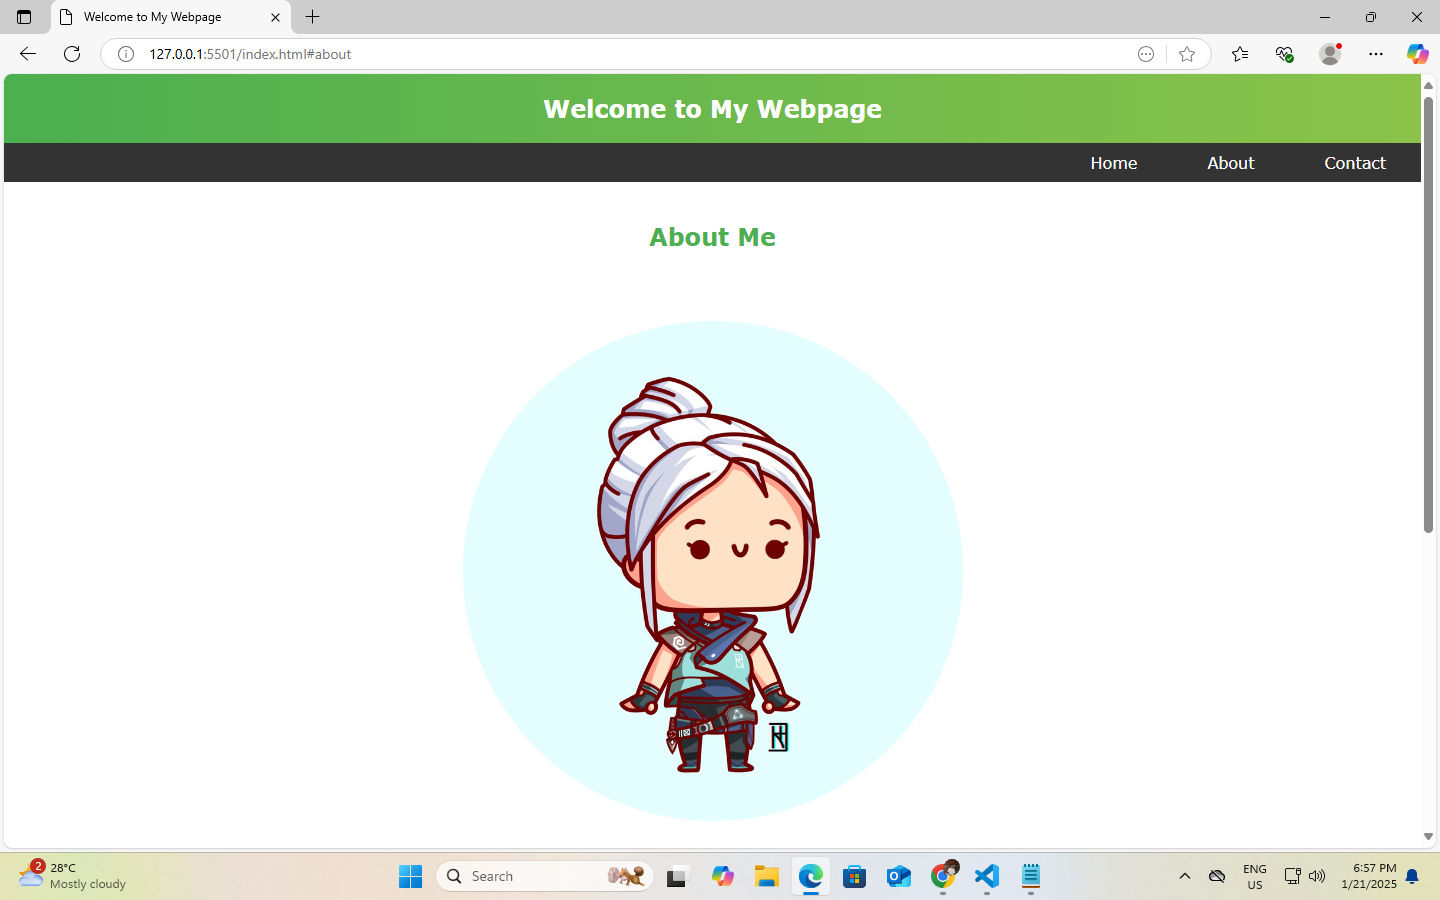 Welcome to My Webpage
127.0.0.1:5501/index.html#about
Welcome to My Webpage
Home About Contact
About Me
2
28°C
Mostly cloudy
Search
ENG
US
6:57 PM
1/21/2025